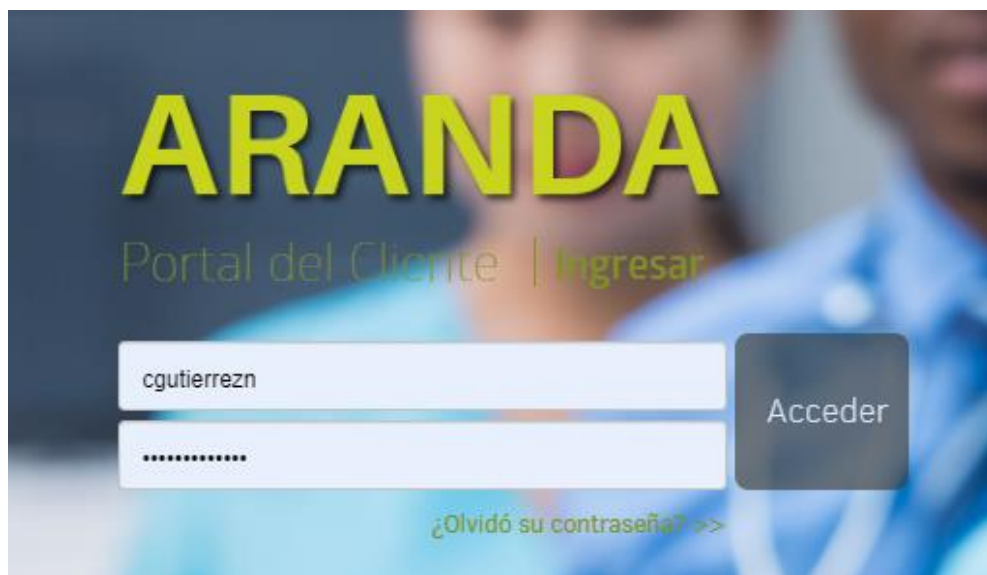 ARANDA
Portal del Cliente | Ingresar
cgutierrezn
•••••••••••••
Acceder
¿Olvidó su contraseña? >>